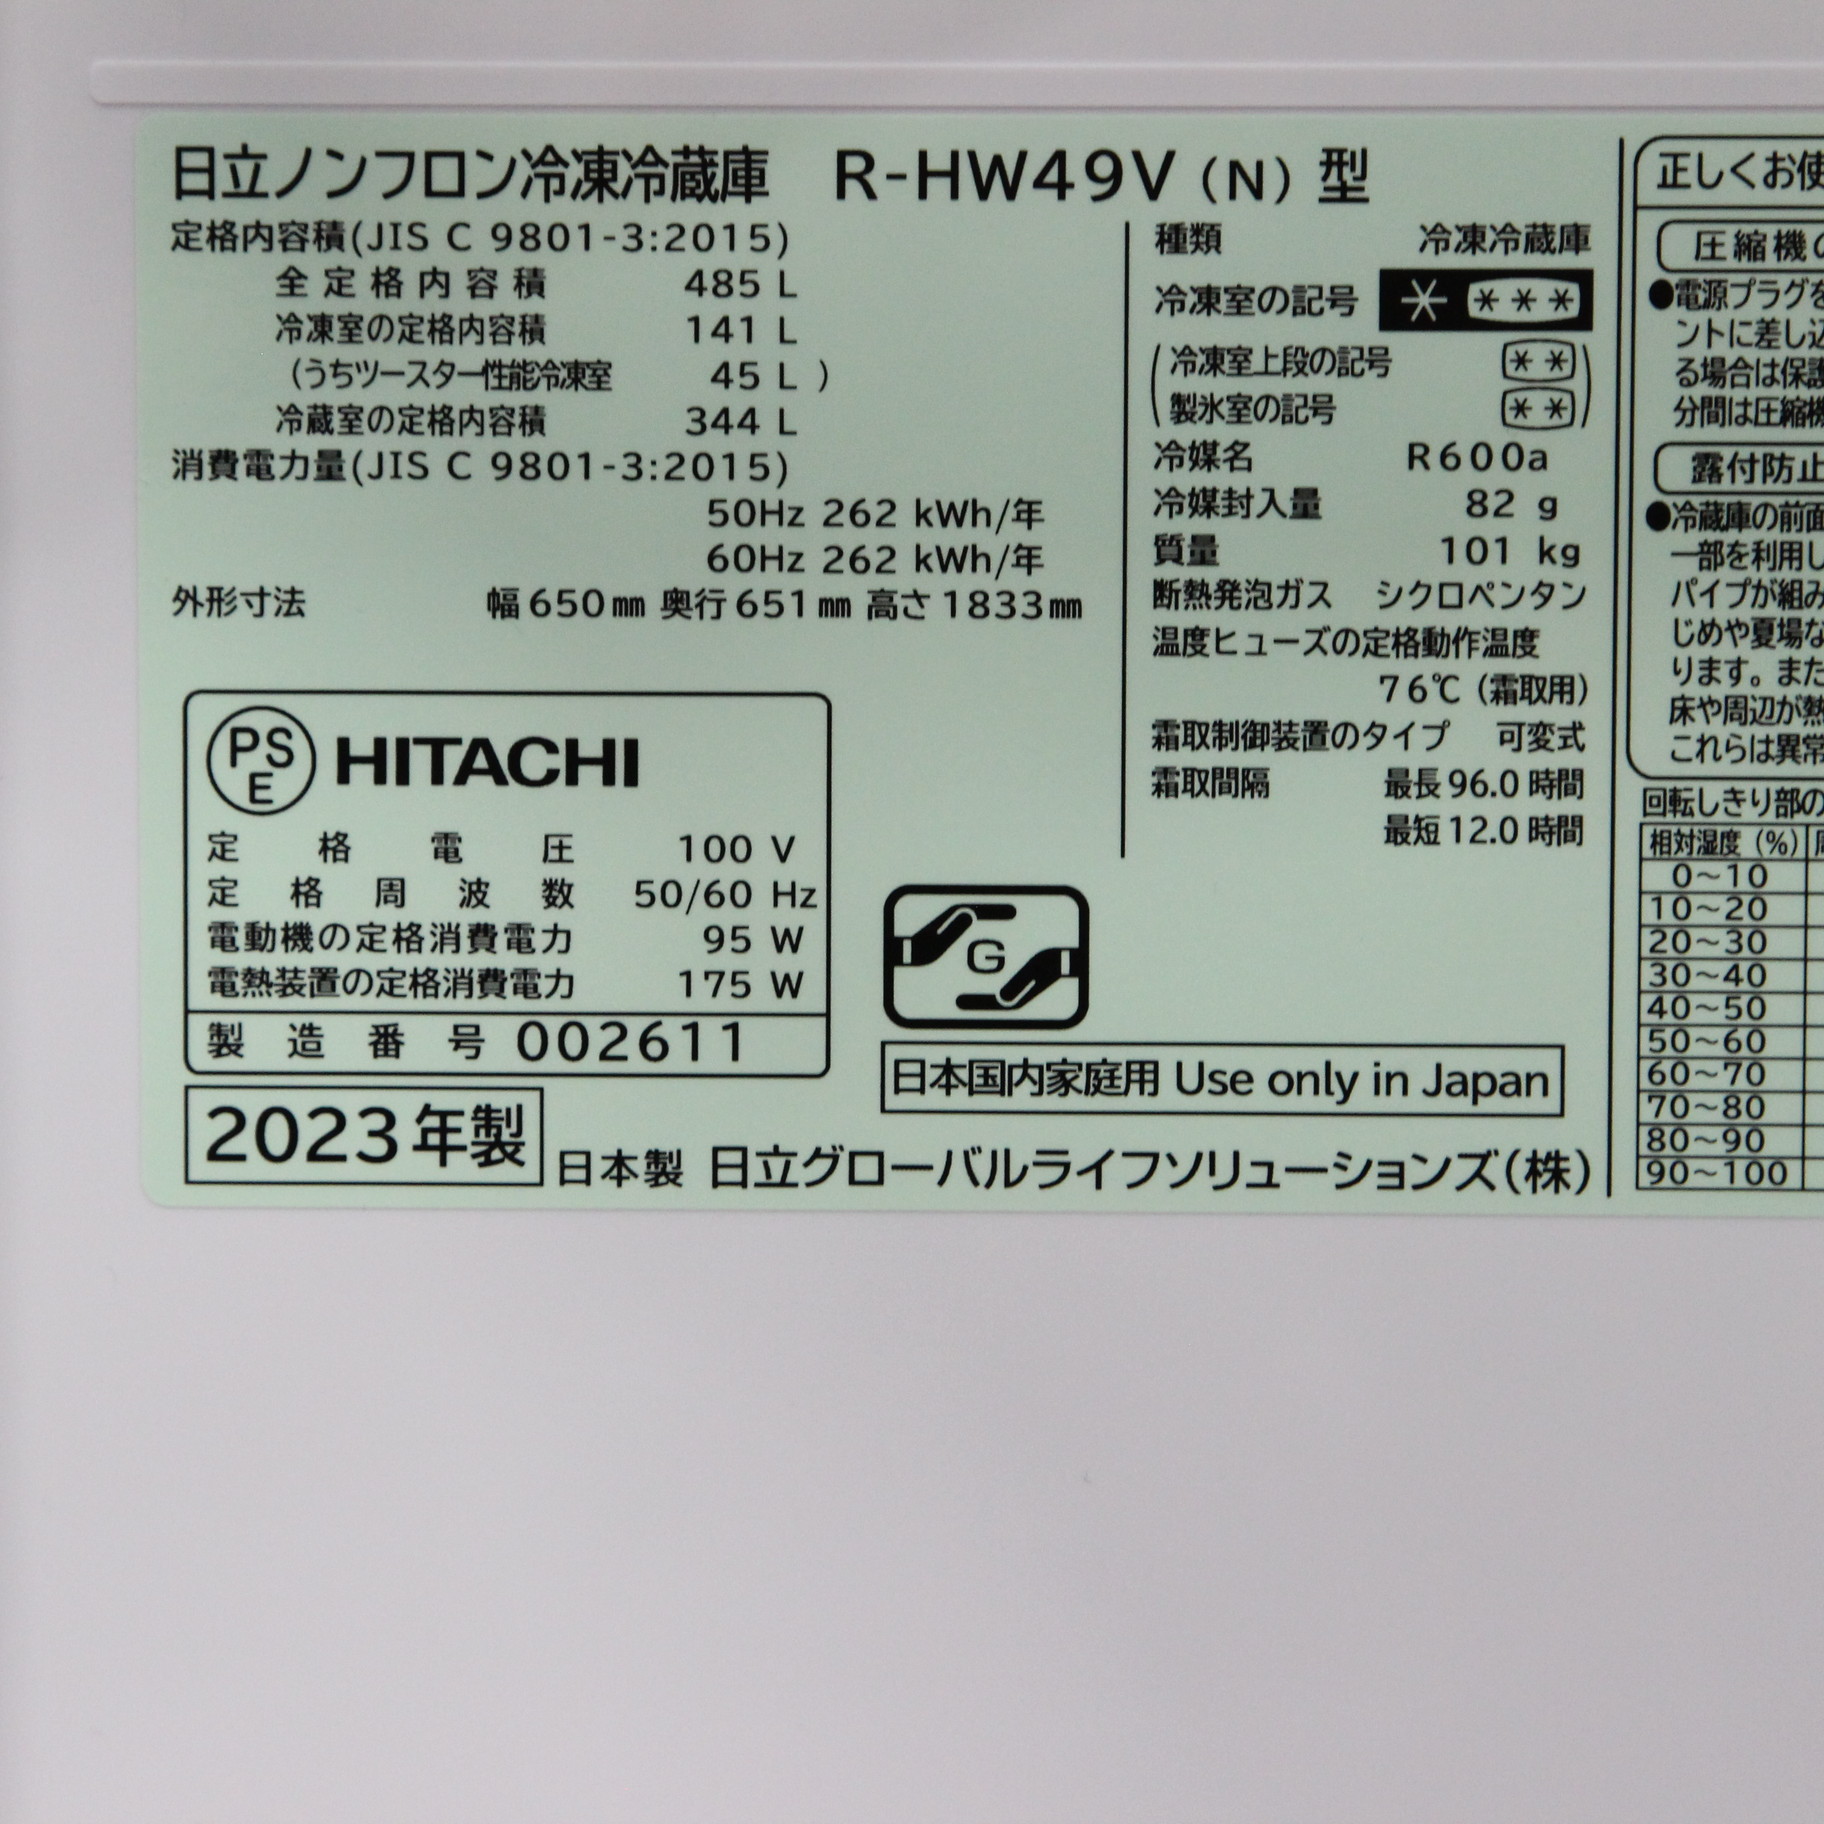 日立ノンフロン冷凍冷蔵庫 R-HW49V (N) 型
定格内容積(JIS C 9801-3:2015)
全定格内容積 485 L
冷凍室の定格内容積 141 L
(うちツースター性能冷凍室 45 L )
冷蔵室の定格内容積 344 L
消費電力量(JIS C 9801-3:2015)
50Hz 262 kWh/年
60Hz 262 kWh/年
外形寸法 幅650㎜ 奥行651㎜ 高さ1833㎜
PS E HITACHI
定格電圧 100 V
定格周波数 50/60 Hz
電動機の定格消費電力 95 W
電熱装置の定格消費電力 175 W
製造番号 002611
2023年製
種類 冷凍冷蔵庫
冷凍室の記号 * ***
(冷凍室上段の記号 **
製氷室の記号 **)
冷媒名 R600a
冷媒封入量 82 g
質量 101 kg
断熱発泡ガス シクロペンタン
温度ヒューズの定格動作温度
76℃ (霜取用)
霜取制御装置のタイプ 可変式
霜取間隔 最長 96.0 時間
最短 12.0 時間
G
日本国内家庭用 Use only in Japan
日本製 日立グローバルライフソリューションズ(株)
正しくお使
圧縮機の
●電源プラグを
ントに差し込
る場合は保護
分間は圧縮機
露付防止
●冷蔵庫の前面
一部を利用し
パイプが組み
じめや夏場な
ります。また
床や周辺が熱
これらは異常
回転しきり部の
相対湿度 (%)
0～10
10～20
20～30
30～40
40～50
50～60
60～70
70～80
80～90
90～100